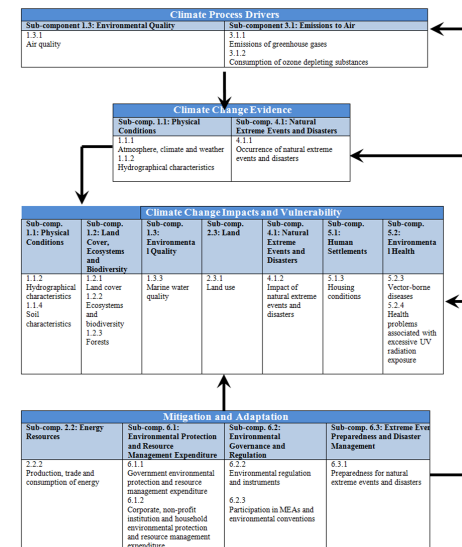 Climate Process Drivers
Sub-component 1.3: Environmental Quality
1.3.1
Air quality
Sub-component 3.1: Emissions to Air
3.1.1
Emissions of greenhouse gases
3.1.2
Consumption of ozone depleting substances
Climate Change Evidence
Sub-comp. 1.1: Physical
Conditions
1.1.1
Atmosphere, climate and weather
1.1.2
Hydrographical characteristics
Sub-comp. 4.1: Natural
Extreme Events and Disasters
4.1.1
Occurrence of natural extreme
events and disasters
Climate Change Impacts and Vulnerability
Sub-comp.
1.1: Physical
Conditions
1.1.2
Hydrographical
characteristics
1.1.4
Soil
characteristics
Sub-comp.
1.2: Land
Cover,
Ecosystems
and
Biodiversity
1.2.1
Land cover
1.2.2
Ecosystems
and
biodiversity
1.2.3
Forests
Sub-comp.
1.3:
Environmenta
l Quality
1.3.3
Marine water
quality
Sub-comp.
2.3: Land
2.3.1
Land use
Sub-comp.
4.1: Natural
Extreme
Events and
Disasters
4.1.2
Impact of
natural extreme
events and
disasters
Sub-comp.
5.1:
Human
Settlements
5.1.3
Housing
conditions
Sub-comp.
5.2:
Environmenta
l Health
5.2.3
Vector-borne
diseases
5.2.4
Health
problems
associated with
excessive UV
radiation
exposure
Mitigation and Adaptation
Sub-comp. 2.2: Energy
Resources
2.2.2
Production, trade and
consumption of energy
Sub-comp. 6.1:
Environmental Protection
and Resource
Management Expenditure
6.1.1
Government environmental
protection and resource
management expenditure
6.1.2
Corporate, non-profit
institution and household
environmental protection
and resource management
expenditure
Sub-comp. 6.2:
Environmental
Governance and
Regulation
6.2.2
Environmental regulation
and instruments
6.2.3
Participation in MEAs and
environmental conventions
Sub-comp. 6.3: Extreme Even
Preparedness and Disaster
Management
6.3.1
Preparedness for natural
extreme events and disasters